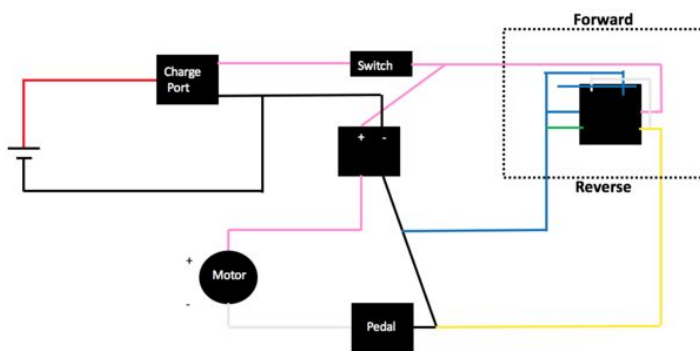 Forward
Charge
Port
Switch
+ -
Reverse
+
Motor
-
Pedal